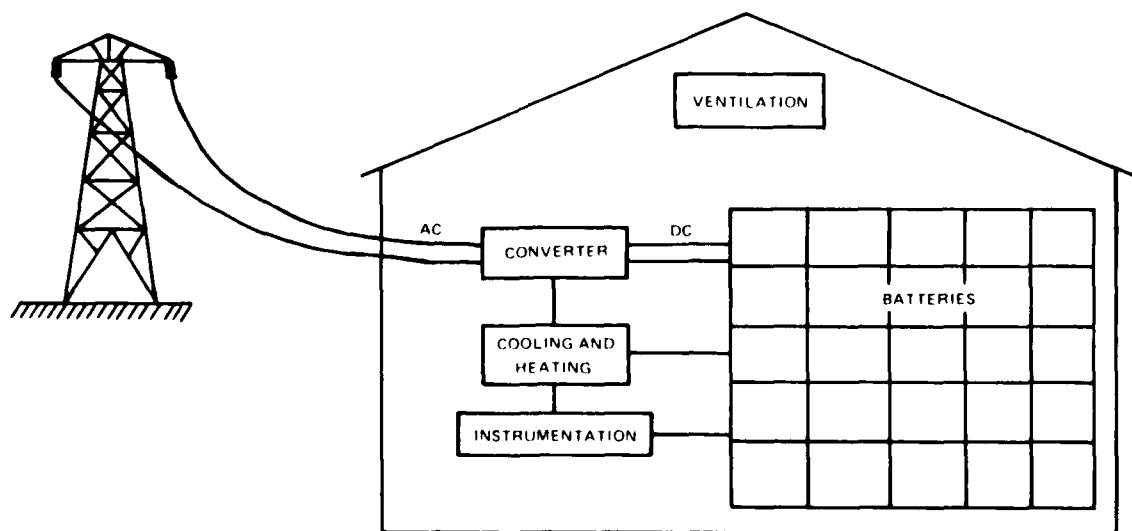 VENTILATION
AC
CONVERTER
DC
BATTERIES
COOLING AND
HEATING
INSTRUMENTATION